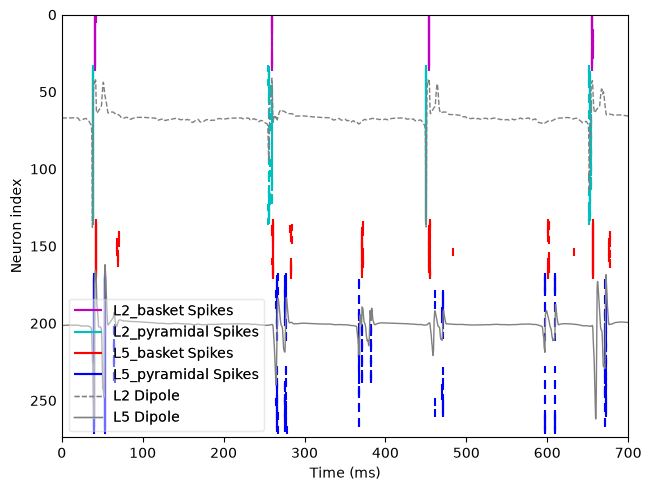 0
50
100
150
200
250
Neuron index
L2_basket Spikes
L2_pyramidal Spikes
L5_basket Spikes
L5_pyramidal Spikes
L2 Dipole
L5 Dipole
0 100 200 300 400 500 600 700
Time (ms)